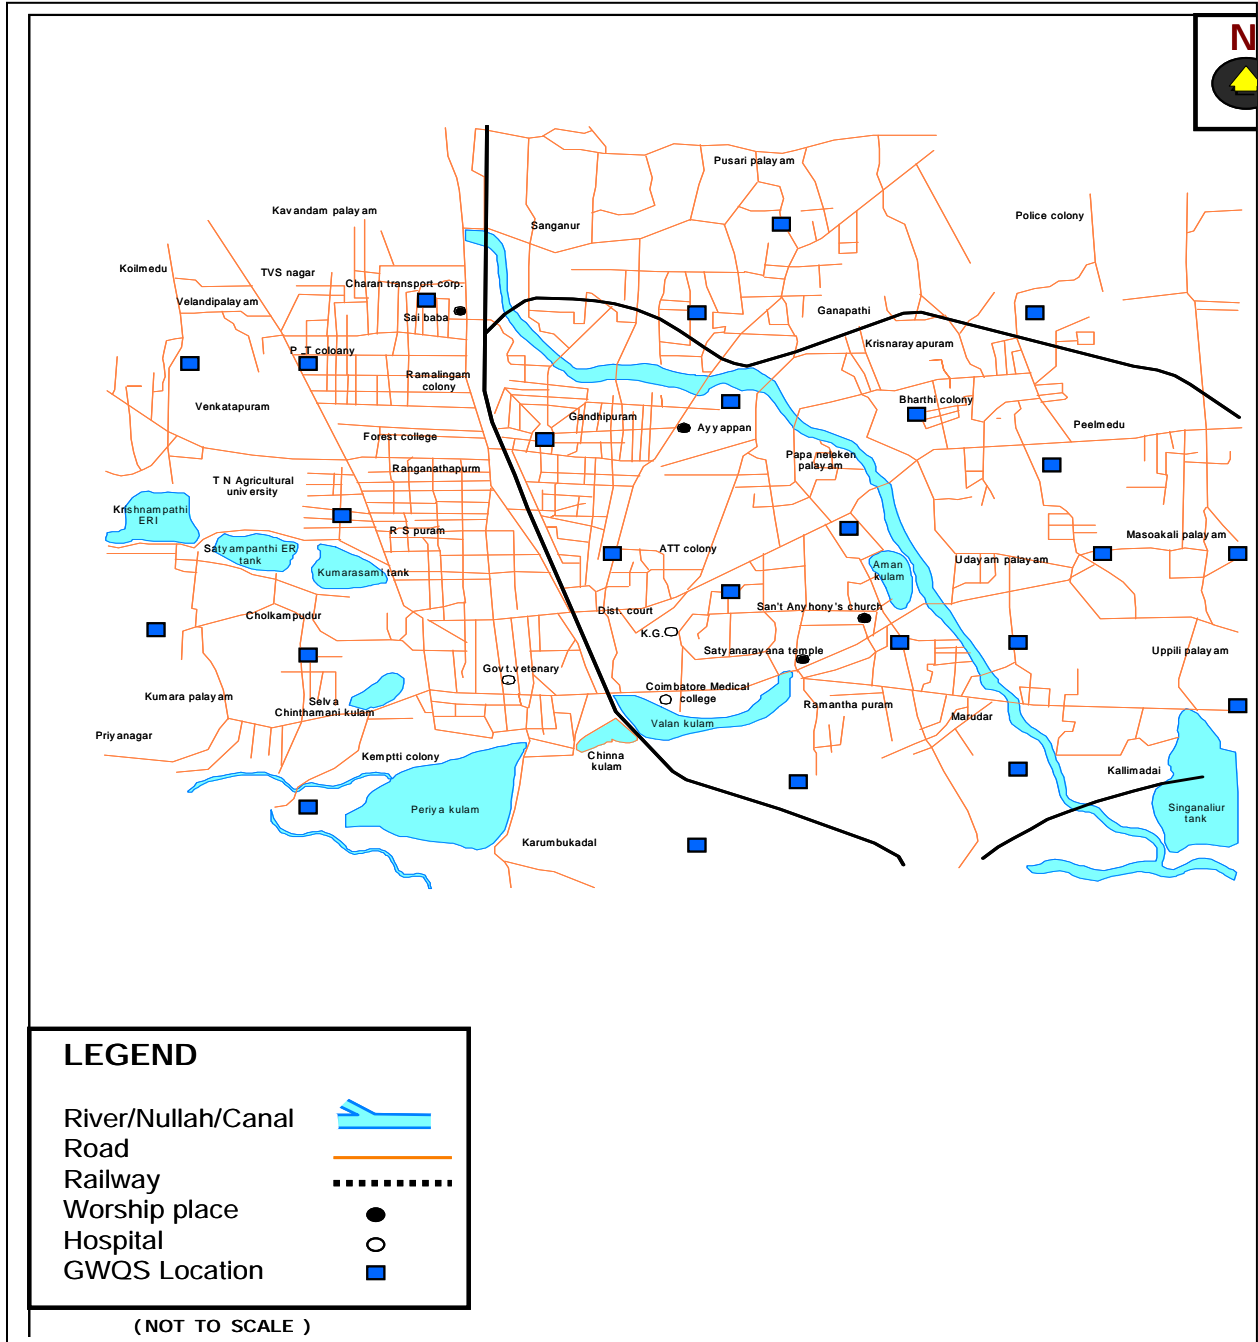 N
Pusari palayam
Kavandam palayam
Police colony
Sanganur
Koilmedu
TVS nagar
Charan transport corp.
Velandipalayam
Sai baba
Ganapathi
Krisnarayapuram
P_T coloany
Ramalingam
colony
Bharthi colony
Venkatapuram
Gandhipuram
Ayyappan
Peelmedu
Forest college
Papa neleken
palayam
Ranganathapurm
T N Agricultural
university
Krishnampathi
ERI
R S puram
Masoakali palayam
Satyampanthi ER
tank
ATT colony
Udayam palayam
Aman
kulam
Kumarasami tank
San't Anyhony's church
Dist. court
Cholkampudur
K.G.
Satyanarayana temple
Uppili palayam
Govt.vetenary
Coimbatore Medical
college
Kumara palayam
Selva
Chinthamani kulam
Ramantha puram
Marudar
Valan kulam
Priyanagar
Kemptti colony
Chinna
kulam
Kallimadai
Periya kulam
Singanaliur
tank
Karumbukadal
LEGEND
River/Nullah/Canal
Road
Railway
Worship place
Hospital
GWQS Location
(NOT TO SCALE )